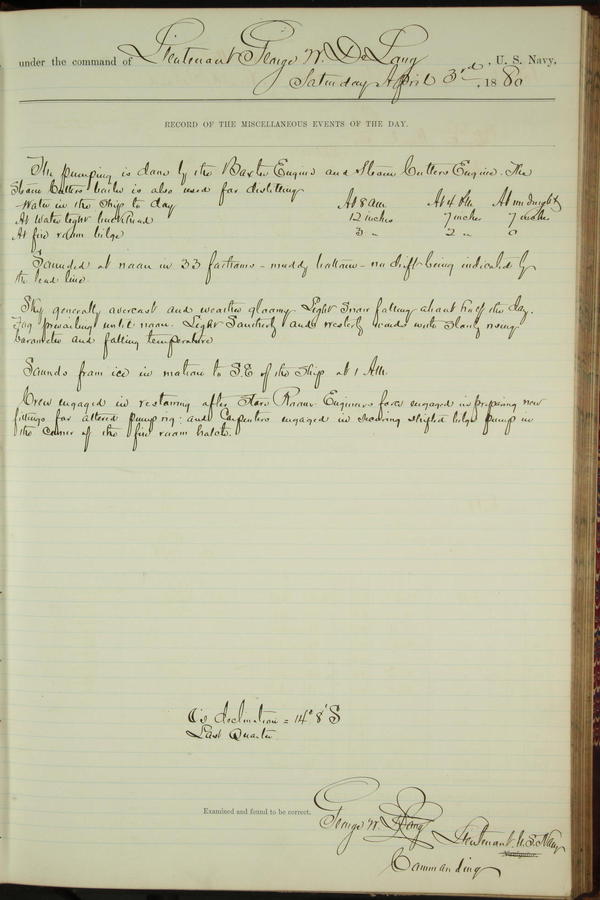 under the command of Lieutenant George W. De Long, U. S. Navy,
Saturday April 3rd, 1880
RECORD OF THE MISCELLANEOUS EVENTS OF THE DAY.
The pumping is done by the Baxter Engine and Steam Cutters Engine. The
Steam Cutters boiler is also used for distilling
Water in the Ship to day At 8 am At 4 PM At midnight
At water tight bulkhead 12 inches 7 inches 7 inches
At fire room bilge 3 " 2 " 0
Sounded at noon in 33 fathoms - muddy bottom - no drift being indicated by
the lead line.
Sky generally overcast and weather gloomy. Light Snow falling about half the day.
Fog prevailing until noon. Light Southerly and westerly winds with slowly rising
barometer and falling temperature
Sounds from ice in motion to S.E of the Ship at 1 AM.
Crew engaged in restowing after Store Room. Engineers force engaged in preparing new
fittings for altered pumping: and Carpenters engaged in securing shifted bilge pump in
the corner of the fire room hatch.
☾'s declination = 14° 8' S
Last Quarter
Examined and found to be correct.
George W. De Long Lieutenant U.S. Navy
Navigator.
Commanding